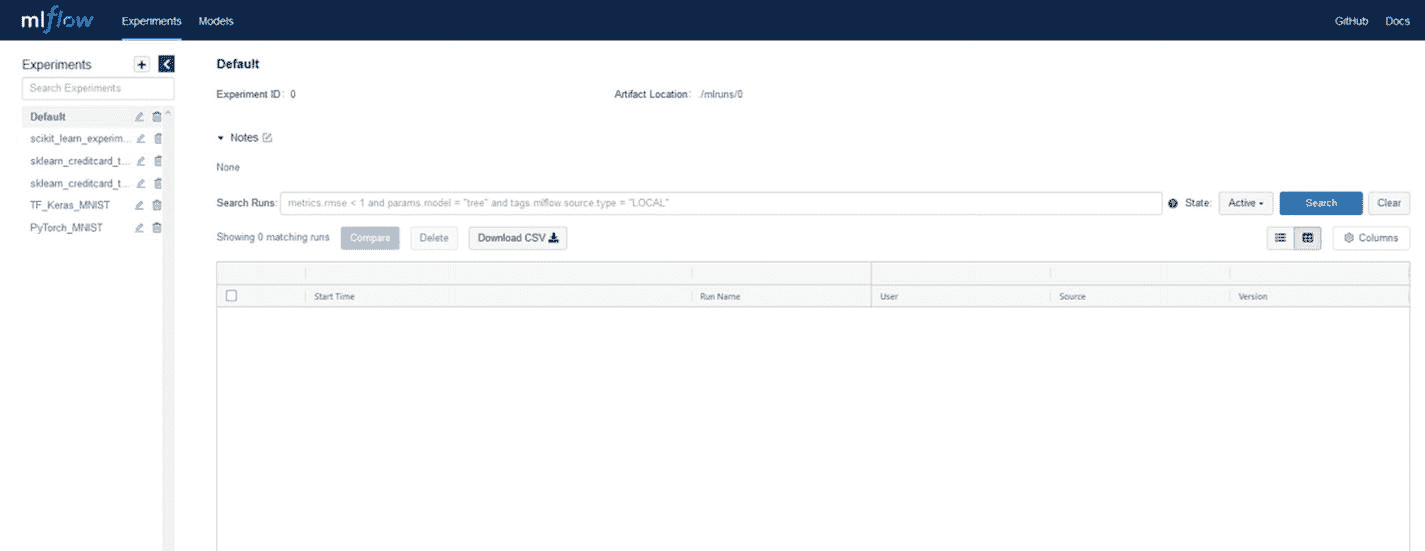 mlflow Experiments Models GitHub Docs
Experiments
Search Experiments
Default
scikit_learn_experim...
sklearn_creditcard_t...
sklearn_creditcard_t...
TF_Keras_MNIST
PyTorch_MNIST
Default
Experiment ID: 0 Artifact Location: ./mlruns/0
Notes
None
Search Runs: metrics.rmse < 1 and params.model = "tree" and tags.mlflow.source.type = "LOCAL" State: Active Search Clear
Showing 0 matching runs Compare Delete Download CSV Columns
Start Time Run Name User Source Version